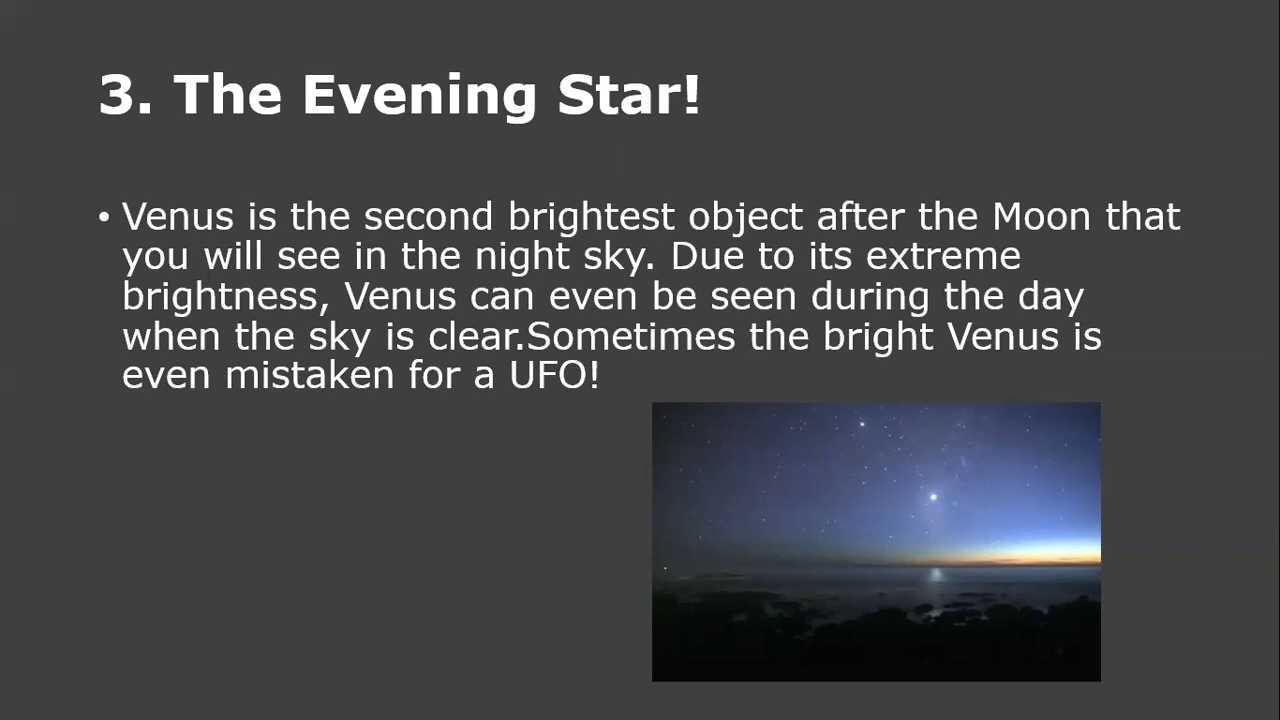 3. The Evening Star!
• Venus is the second brightest object after the Moon that
you will see in the night sky. Due to its extreme
brightness, Venus can even be seen during the day
when the sky is clear.Sometimes the bright Venus is
even mistaken for a UFO!